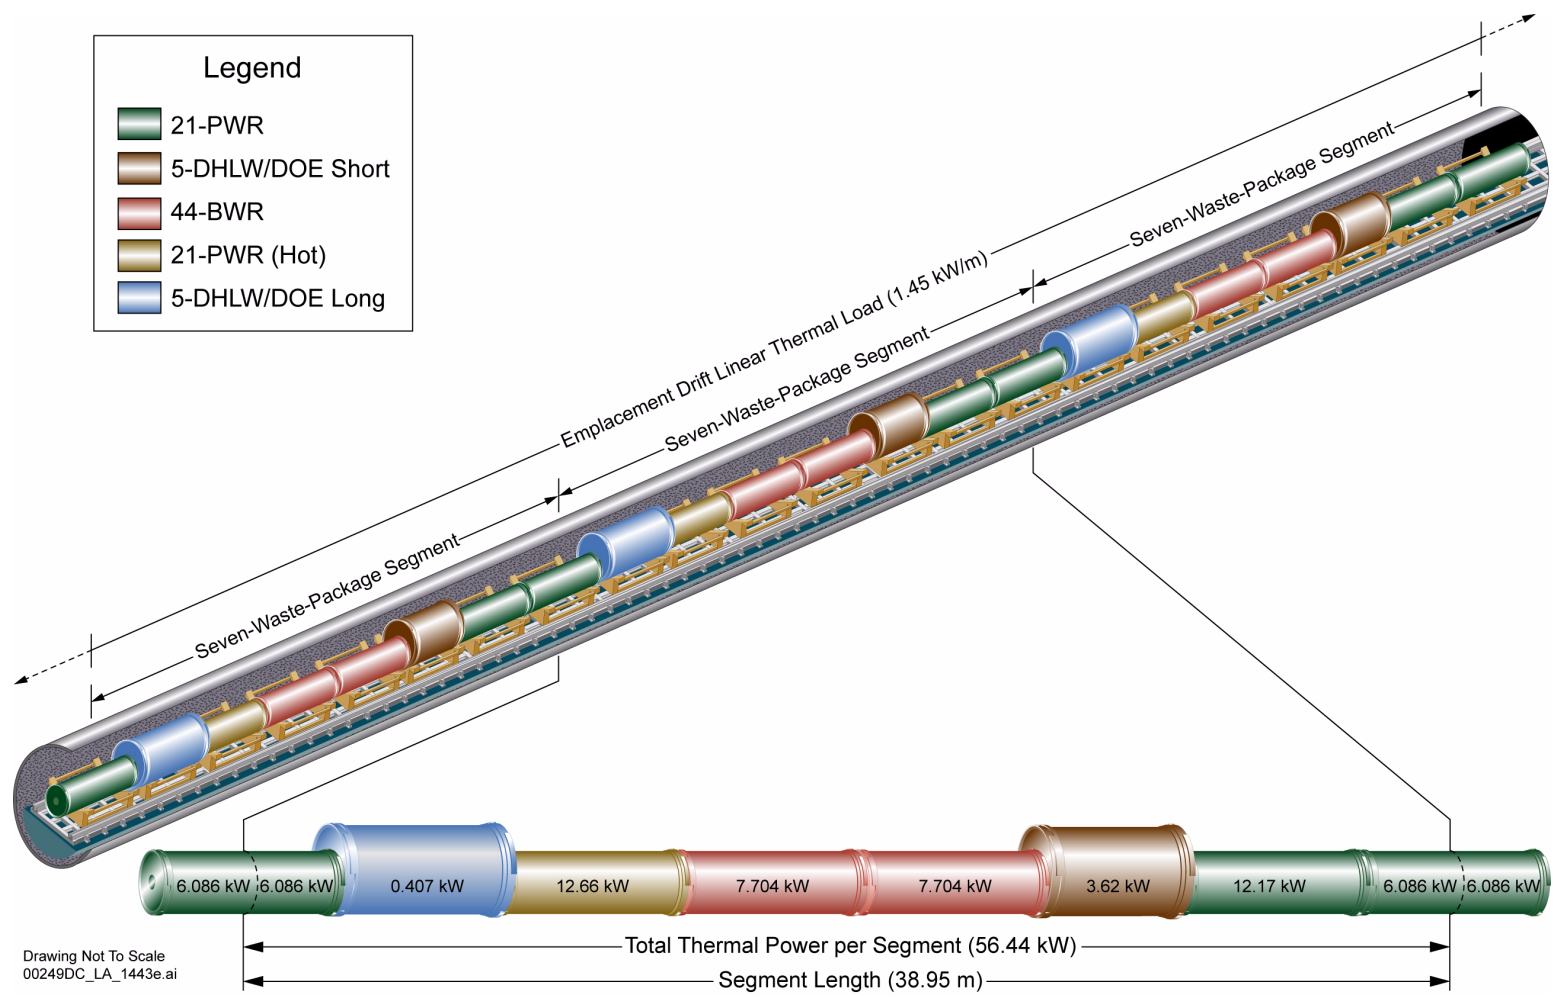 Legend
21-PWR
5-DHLW/DOE Short
44-BWR
21-PWR (Hot)
5-DHLW/DOE Long
Seven-Waste-Package Segment
Emplacement Drift Linear Thermal Load (1.45 kW/m)
Seven-Waste-Package Segment
Seven-Waste-Package Segment
6.086 kW
6.086 kW
0.407 kW
12.66 kW
7.704 kW
7.704 kW
3.62 kW
12.17 kW
6.086 kW
6.086 kW
Total Thermal Power per Segment (56.44 kW)
Segment Length (38.95 m)
Drawing Not To Scale
00249DC_LA_1443e.ai